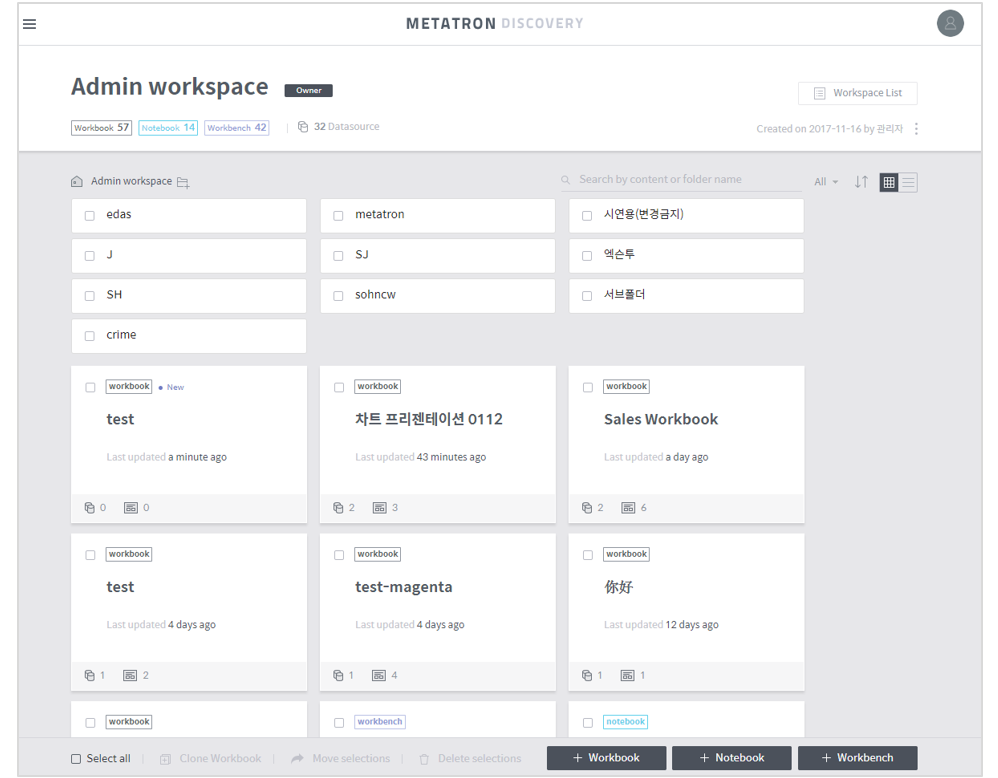 METATRON DISCOVERY
Admin workspace Owner
Workspace List
Workbook 57 Notebook 14 Workbench 42 32 Datasource
Created on 2017-11-16 by 관리자
Admin workspace
Search by content or folder name
All
edas metatron 시연용(변경금지)
J SJ 엑슨투
SH sohncw 서브폴더
crime
workbook New
test
Last updated a minute ago
0 0
workbook
차트 프리젠테이션 0112
Last updated 43 minutes ago
2 3
workbook
Sales Workbook
Last updated a day ago
2 6
workbook
test
Last updated 4 days ago
1 2
workbook
test-magenta
Last updated 4 days ago
1 4
workbook
你好
Last updated 12 days ago
1 1
workbook workbench notebook
Select all Clone Workbook Move selections Delete selections + Workbook + Notebook + Workbench